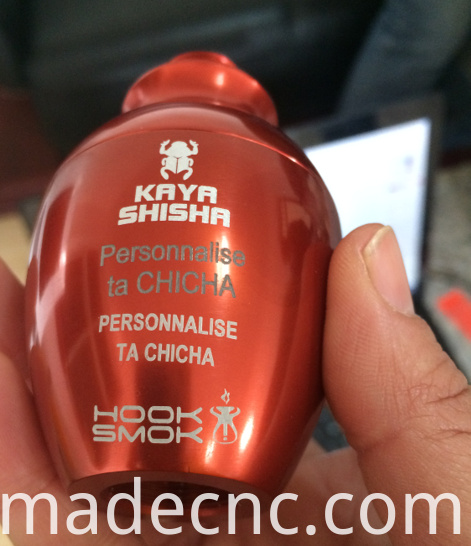 KAYA
SHISHA
Personnalise
ta CHICHA
PERSONNALISE
TA CHICHA
HOOK
SMOK
madecnc.com